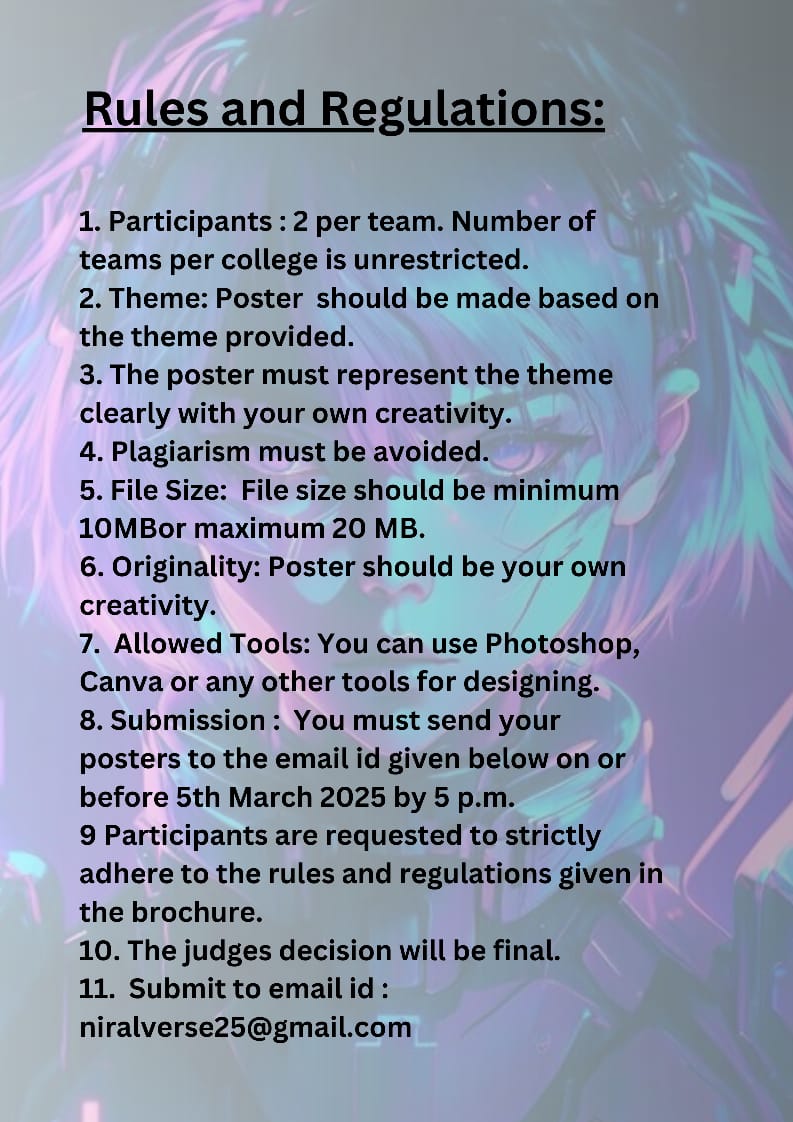 Rules and Regulations:
1. Participants : 2 per team. Number of
teams per college is unrestricted.
2. Theme: Poster  should be made based on
the theme provided.
3. The poster must represent the theme
clearly with your own creativity.
4. Plagiarism must be avoided.
5. File Size:  File size should be minimum
10MBor maximum 20 MB.
6. Originality: Poster should be your own
creativity.
7.  Allowed Tools: You can use Photoshop,
Canva or any other tools for designing.
8. Submission :  You must send your
posters to the email id given below on or
before 5th March 2025 by 5 p.m.
9 Participants are requested to strictly
adhere to the rules and regulations given in
the brochure.
10. The judges decision will be final.
11.  Submit to email id :
niralverse25@gmail.com